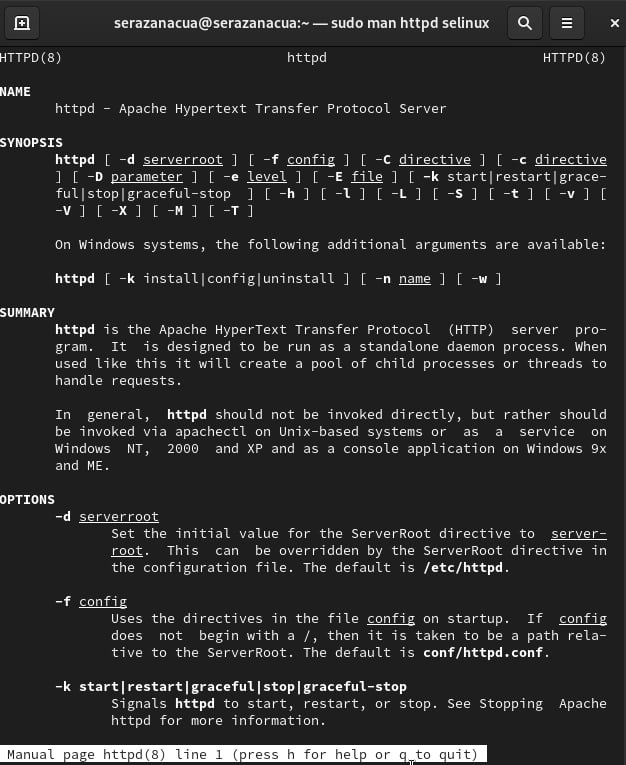 serazanacua@serazanacua:~ — sudo man httpd selinux
HTTPD(8) httpd HTTPD(8)
NAME
httpd - Apache Hypertext Transfer Protocol Server
SYNOPSIS
httpd [ -d serverroot ] [ -f config ] [ -C directive ] [ -c directive
] [ -D parameter ] [ -e level ] [ -E file ] [ -k start|restart|grace-
ful|stop|graceful-stop ] [ -h ] [ -l ] [ -L ] [ -S ] [ -t ] [ -v ] [
-V ] [ -X ] [ -M ] [ -T ]
On Windows systems, the following additional arguments are available:
httpd [ -k install|config|uninstall ] [ -n name ] [ -w ]
SUMMARY
httpd is the Apache HyperText Transfer Protocol (HTTP) server pro-
gram. It is designed to be run as a standalone daemon process. When
used like this it will create a pool of child processes or threads to
handle requests.
In general, httpd should not be invoked directly, but rather should
be invoked via apachectl on Unix-based systems or as a service on
Windows NT, 2000 and XP and as a console application on Windows 9x
and ME.
OPTIONS
-d serverroot
Set the initial value for the ServerRoot directive to server-
root. This can be overridden by the ServerRoot directive in
the configuration file. The default is /etc/httpd.
-f config
Uses the directives in the file config on startup. If config
does not begin with a /, then it is taken to be a path rela-
tive to the ServerRoot. The default is conf/httpd.conf.
-k start|restart|graceful|stop|graceful-stop
Signals httpd to start, restart, or stop. See Stopping Apache
httpd for more information.
Manual page httpd(8) line 1 (press h for help or q to quit)